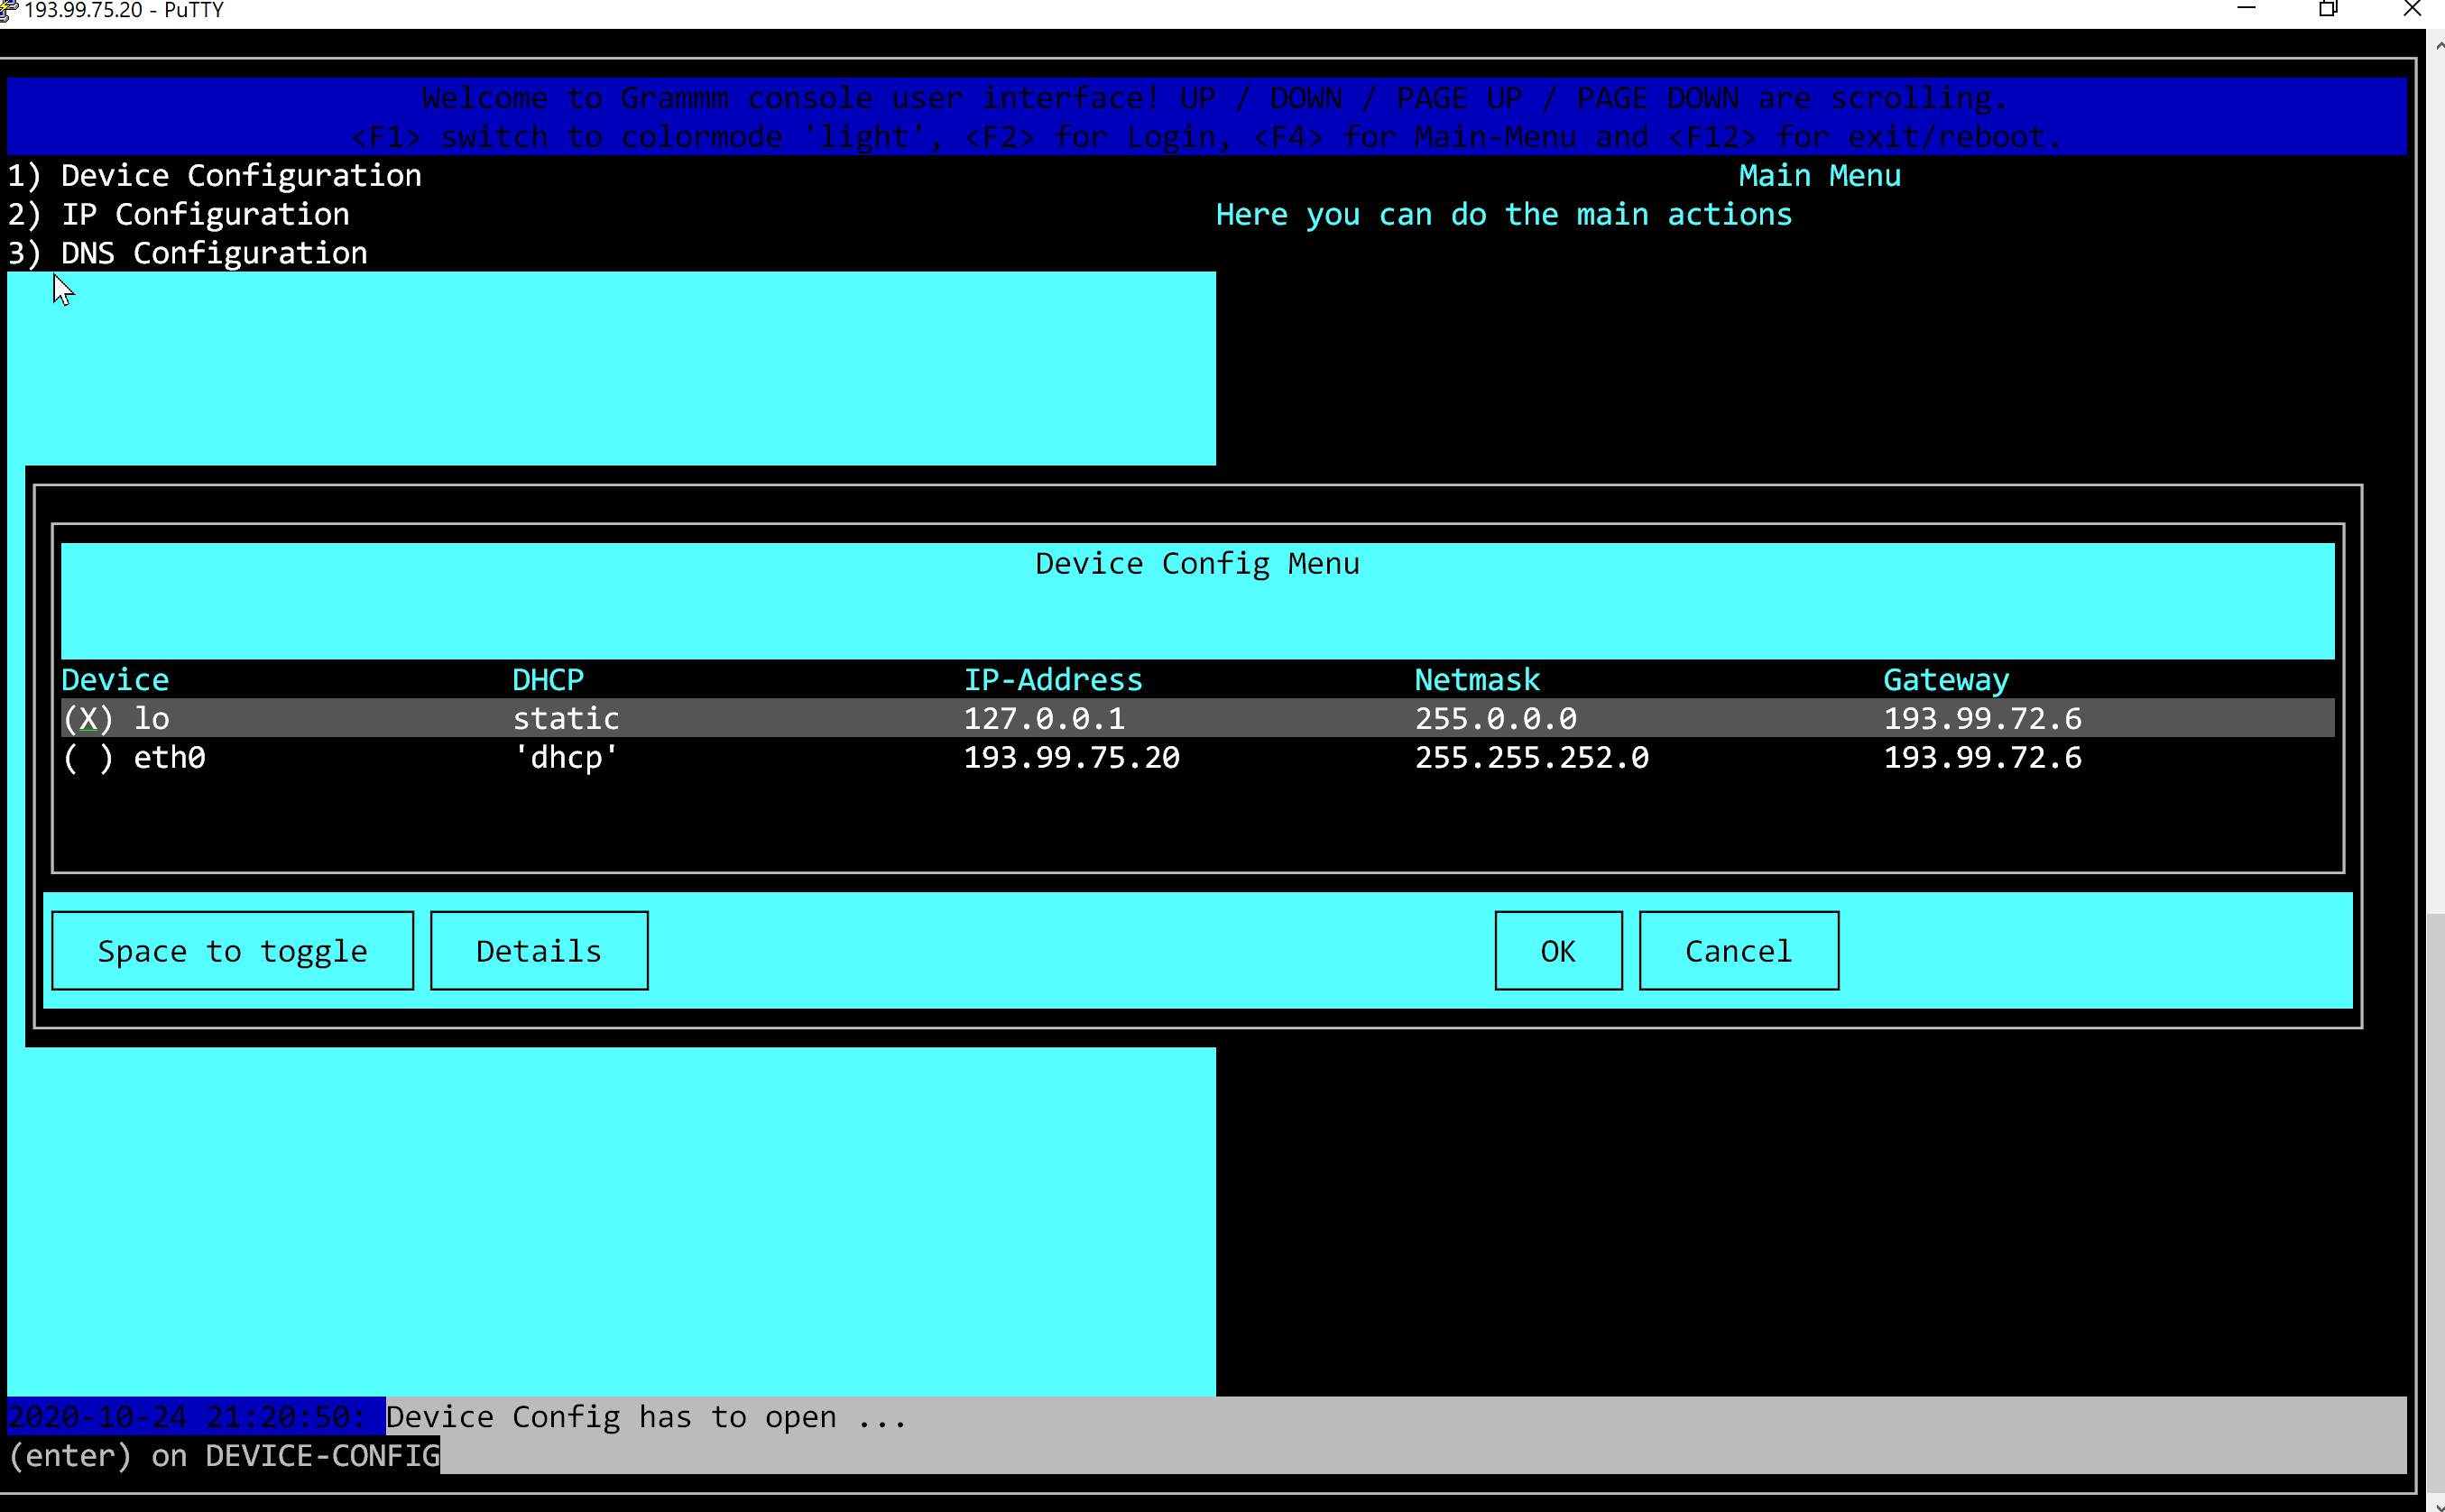 193.99.75.20 - PuTTY
Welcome to Grammm console user interface! UP / DOWN / PAGE UP / PAGE DOWN are scrolling.
<F1> switch to colormode 'light', <F2> for Login, <F4> for Main-Menu and <F12> for exit/reboot.
1) Device Configuration Main Menu
2) IP Configuration Here you can do the main actions
3) DNS Configuration
Device Config Menu
Device DHCP IP-Address Netmask Gateway
(X) lo static 127.0.0.1 255.0.0.0 193.99.72.6
( ) eth0 'dhcp' 193.99.75.20 255.255.252.0 193.99.72.6
Space to toggle Details OK Cancel
2020-10-24 21:20:50: Device Config has to open ...
(enter) on DEVICE-CONFIG